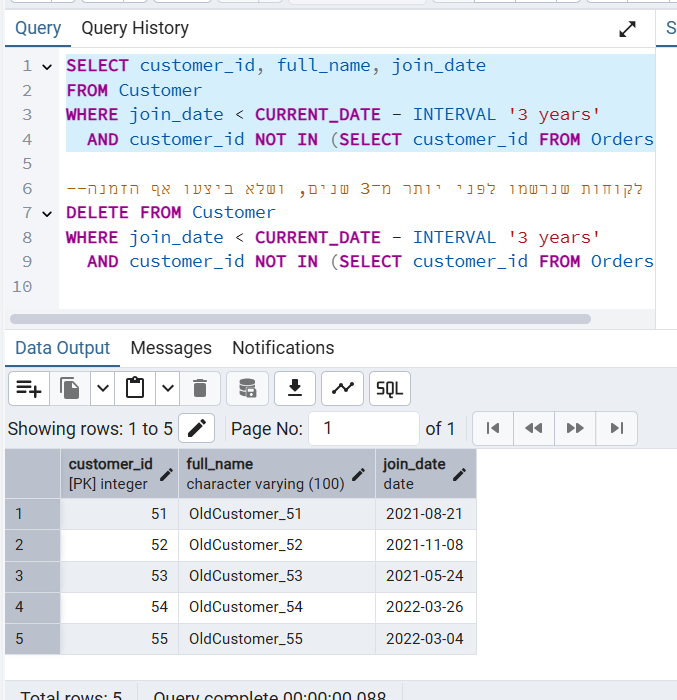 Query Query History
S
1 SELECT customer_id, full_name, join_date
2 FROM Customer
3 WHERE join_date < CURRENT_DATE - INTERVAL '3 years'
4 AND customer_id NOT IN (SELECT customer_id FROM Orders
5
6 --לקוחות שנרשמו לפני יותר מ־3 שנים, ושלא ביצעו אף הזמנה
7 DELETE FROM Customer
8 WHERE join_date < CURRENT_DATE - INTERVAL '3 years'
9 AND customer_id NOT IN (SELECT customer_id FROM Orders
10
Data Output Messages Notifications
SQL
Showing rows: 1 to 5 Page No: 1 of 1
customer_id full_name join_date
[PK] integer character varying (100) date
1 51 OldCustomer_51 2021-08-21
2 52 OldCustomer_52 2021-11-08
3 53 OldCustomer_53 2021-05-24
4 54 OldCustomer_54 2022-03-26
5 55 OldCustomer_55 2022-03-04
Total rows: 5 Query complete 00:00:00.088